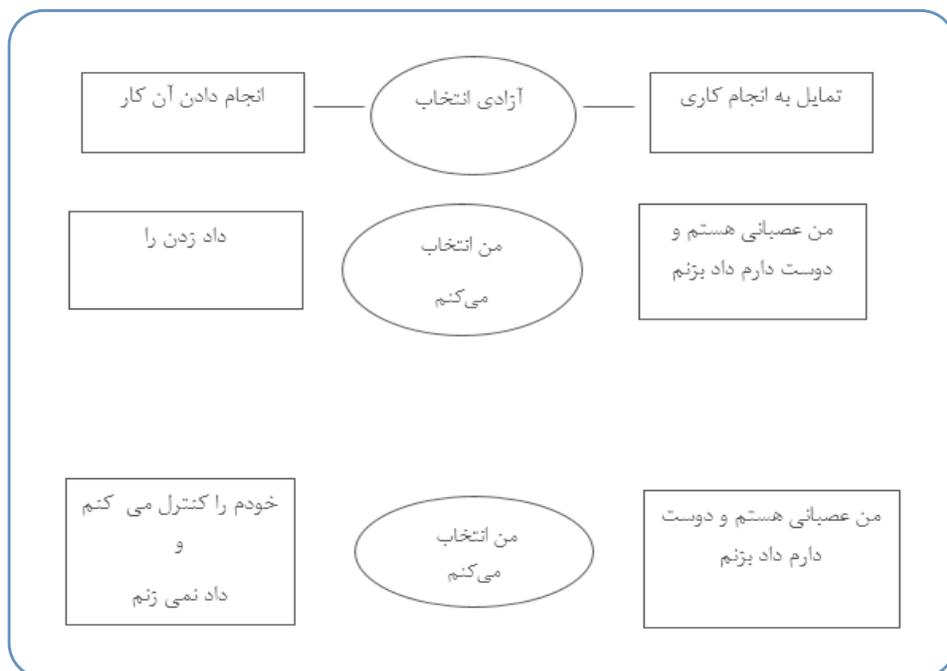 تمایل به انجام کاری
آزادی انتخاب
انجام دادن آن کار
من عصبانی هستم و
دوست دارم داد بزنم
من انتخاب
می‌کنم
داد زدن را
من عصبانی هستم و دوست
دارم داد بزنم
من انتخاب
می‌کنم
خودم را کنترل می کنم
و
داد نمی زنم